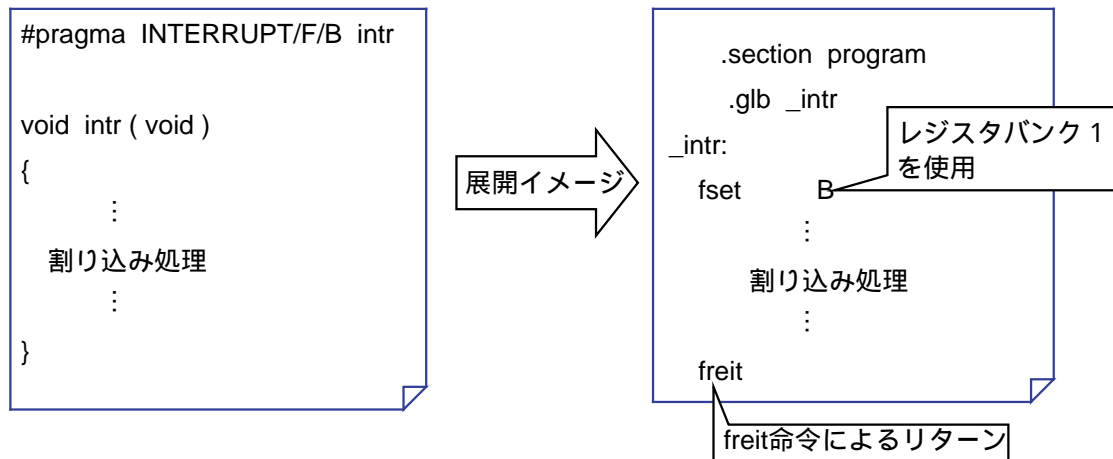 #pragma INTERRUPT/F/B intr
void intr ( void )
{
⋮
割り込み処理
⋮
}
展開イメージ
.section program
.glb _intr
_intr:
fset B
レジスタバンク１
を使用
⋮
割り込み処理
⋮
freit
freit命令によるリターン